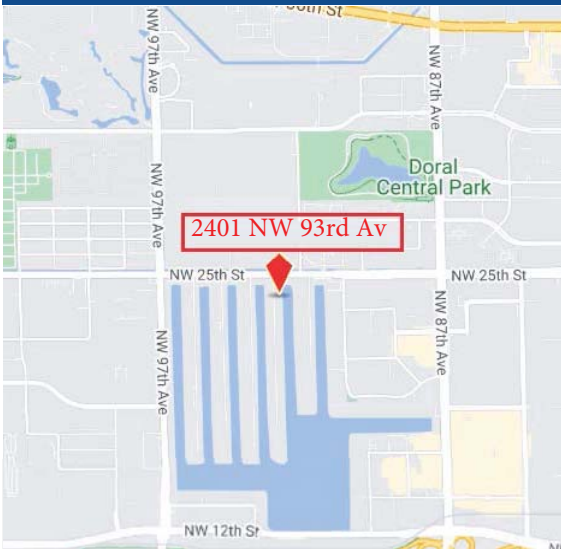 NW 97th Ave
NW 87th Ave
Doral
Central Park
NW 97th Ave
2401 NW 93rd Av
NW 25th St
NW 25th St
NW 87th Ave
NW 97th Ave
NW 12th St